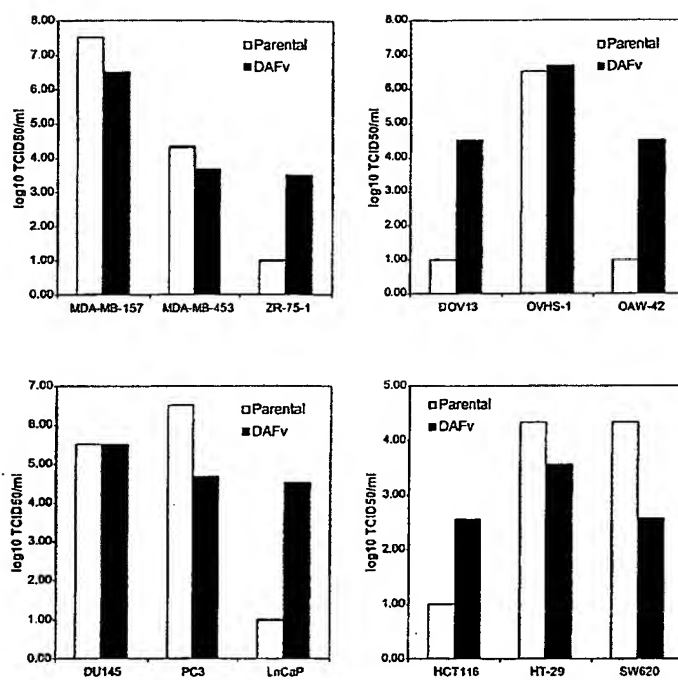 8.00
7.00
6.00
5.00
4.00
3.00
2.00
1.00
0.00
log10 TCID50/ml
Parental
DAFv
MDA-MB-157 MDA-MB-453 ZR-75-1
8.00
7.00
6.00
5.00
4.00
3.00
2.00
1.00
0.00
log10 TCID50/ml
Parental
DAFv
DOV13 OVHS-1 OAW-42
7.00
6.00
5.00
4.00
3.00
2.00
1.00
0.00
log10 TCID50/ml
Parental
DAFv
DU145 PC3 LnCaP
5.00
4.00
3.00
2.00
1.00
0.00
log10 TCID50/ml
Parental
DAFv
HCT116 HT-29 SW620